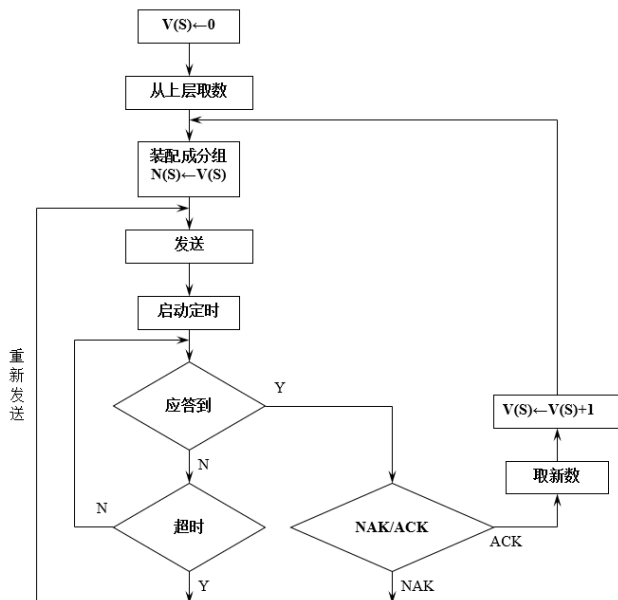 V(S)←0
从上层取数
装配成分组
N(S)←V(S)
发送
启动定时
重新发送
应答到
Y
V(S)←V(S)+1
N
取新数
N
超时
NAK/ACK
ACK
Y
NAK